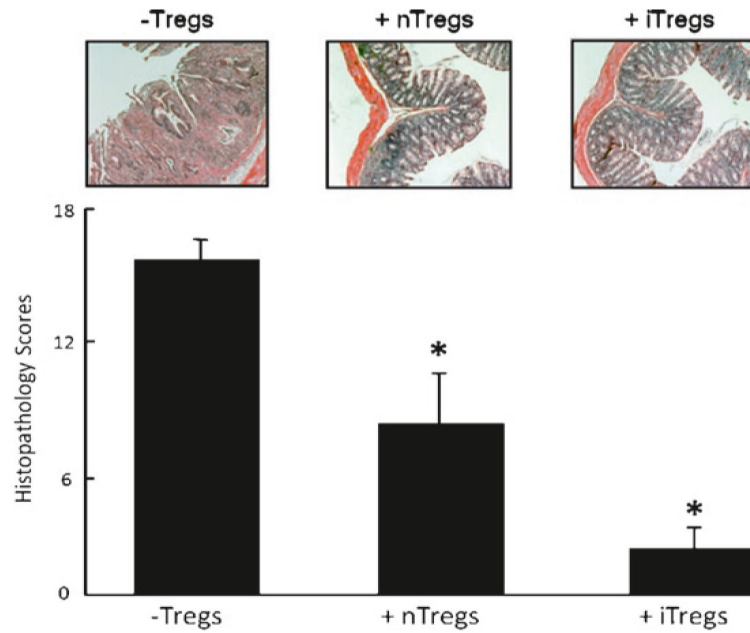 -Tregs + nTregs + iTregs
18
12
6
0
Histopathology Scores
*
*
-Tregs + nTregs + iTregs